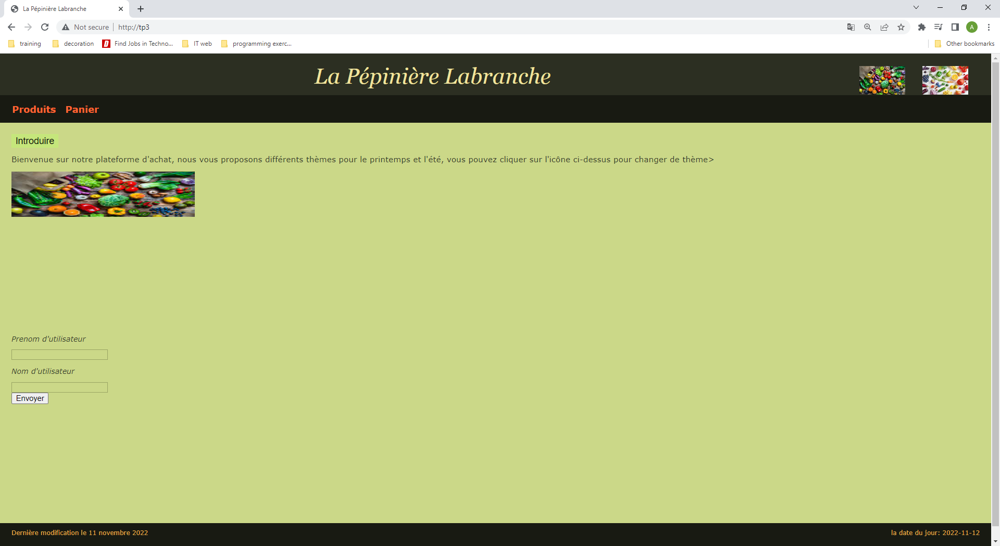 La Pépinière Labranche
Not secure
http://tp3
A
training
decoration
D
Find Jobs in Techno...
IT web
programming exerc...
Other bookmarks
La Pépinière Labranche
Produits
Panier
Introduire
Bienvenue sur notre plateforme d'achat, nous vous proposons différents thèmes pour le printemps et l'été, vous pouvez cliquer sur l'icône ci-dessus pour changer de thème>
Prenom d'utilisateur
Nom d'utilisateur
Envoyer
Dernière modification le 11 novembre 2022
la date du jour: 2022-11-12